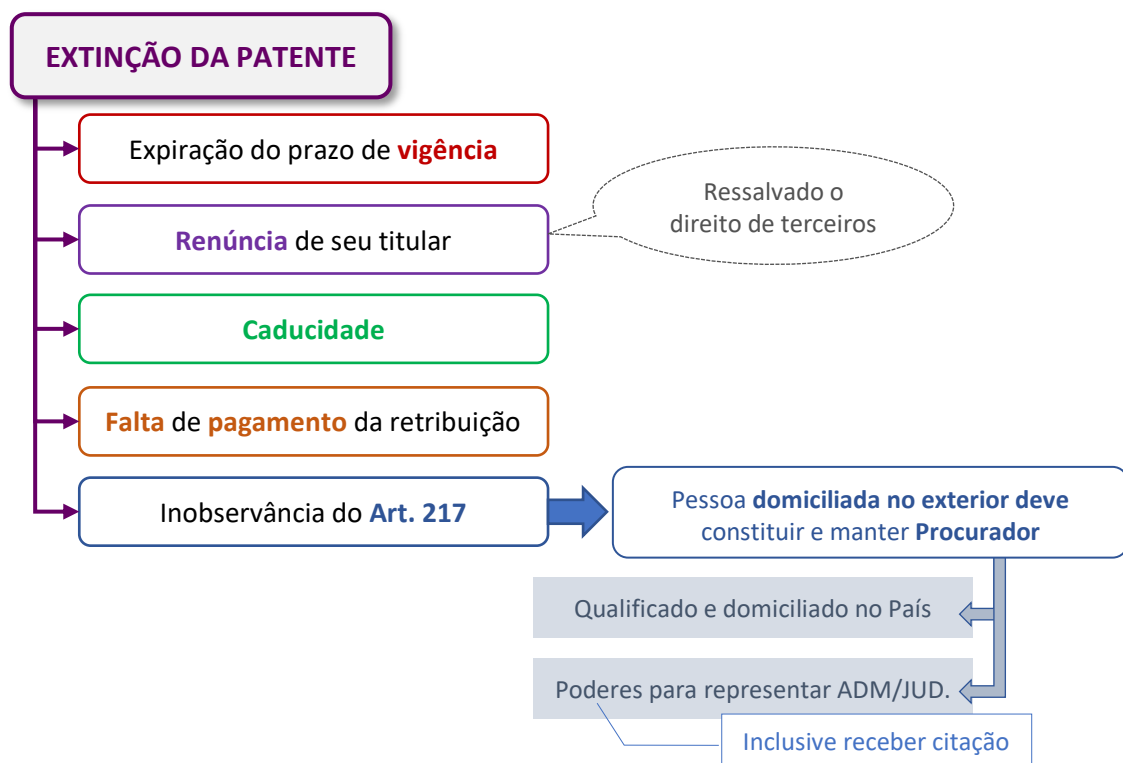 EXTINÇÃO DA PATENTE
Expiração do prazo de vigência
Ressalvado o
direito de terceiros
Renúncia de seu titular
Caducidade
Falta de pagamento da retribuição
Inobservância do Art. 217
Pessoa domiciliada no exterior deve
constituir e manter Procurador
Qualificado e domiciliado no País
Poderes para representar ADM/JUD.
Inclusive receber citação